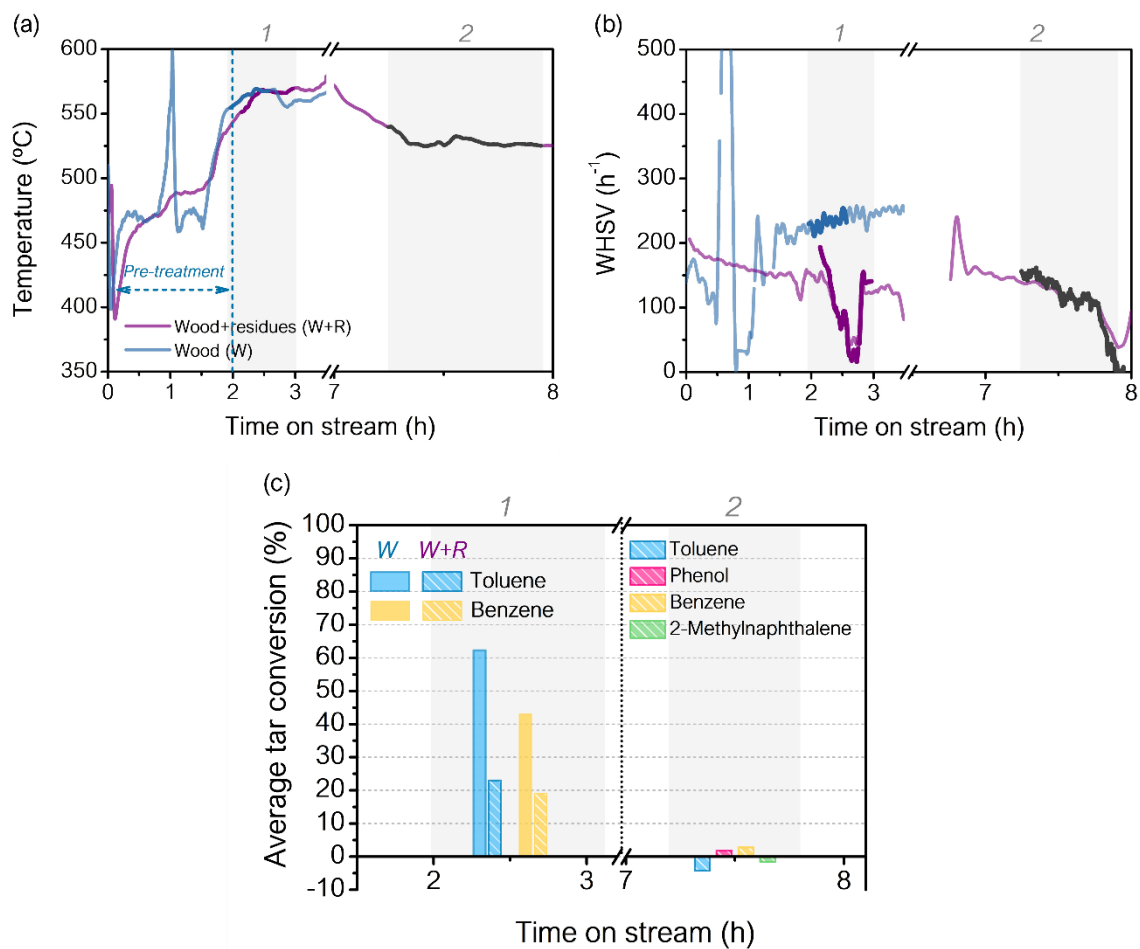 (a)
1
2
600
550
500
450
400
350
Temperature (ºC)
Pre-treatment
Wood+residues (W+R)
Wood (W)
0
1
2
3
7
8
Time on stream (h)
(b)
1
2
500
400
300
200
100
0
WHSV (h-1)
0
1
2
3
7
8
Time on stream (h)
(c)
1
2
100
90
80
70
60
50
40
30
20
10
0
-10
Average tar conversion (%)
W W+R
Toluene
Benzene
Toluene
Phenol
Benzene
2-Methylnaphthalene
2
3
7
8
Time on stream (h)